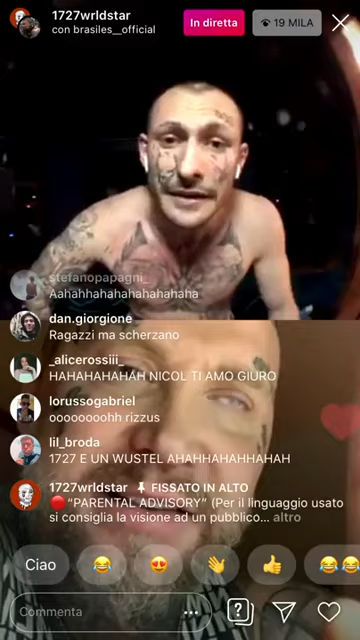 1727wrldstar
con brasiles__official
In diretta
19 MILA
stefanopapagni_
Aahahhahahahahahahaha
dan.giorgione
Ragazzi ma scherzano
_alicerossiii_
HAHAHAHAHAH NICOL TI AMO GIURO
lorussogabriel
ooooooohh rizzus
lil_broda
1727 E UN WUSTEL AHAHHAHAHHAHAH
1727wrldstar FISSATO IN ALTO
"PARENTAL ADVISORY" (Per il linguaggio usato
si consiglia la visione ad un pubblico... altro
Ciao
Commenta